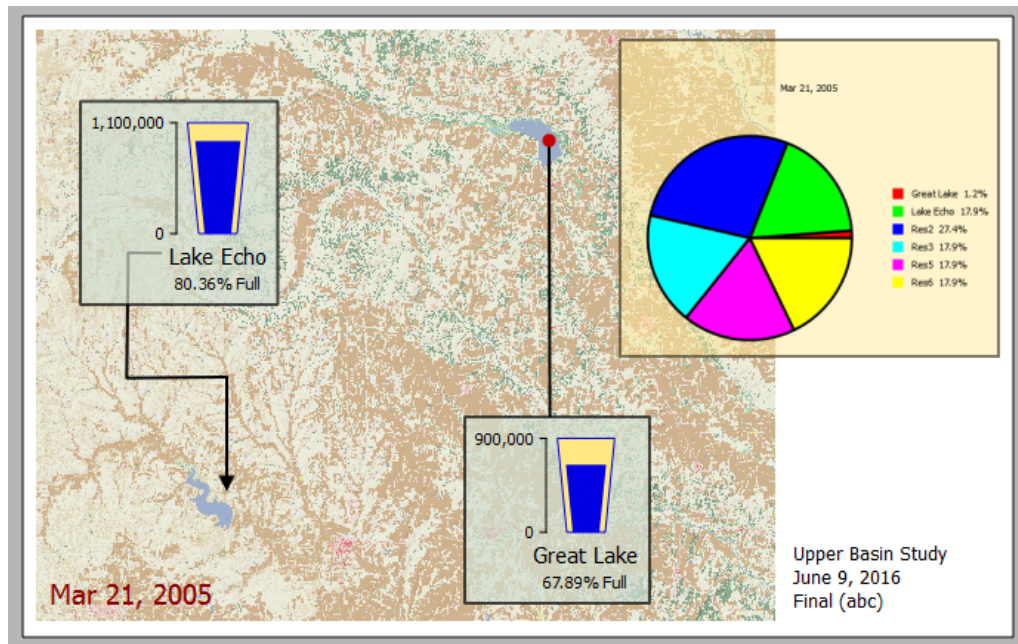 Mar 21, 2005
1,100,000
0
Lake Echo
80.36% Full
Great Lake 1.2%
Lake Echo 17.9%
Res2 27.4%
Res3 17.9%
Res5 17.9%
Res6 17.9%
900,000
0
Great Lake
67.89% Full
Upper Basin Study
June 9, 2016
Final (abc)
Mar 21, 2005